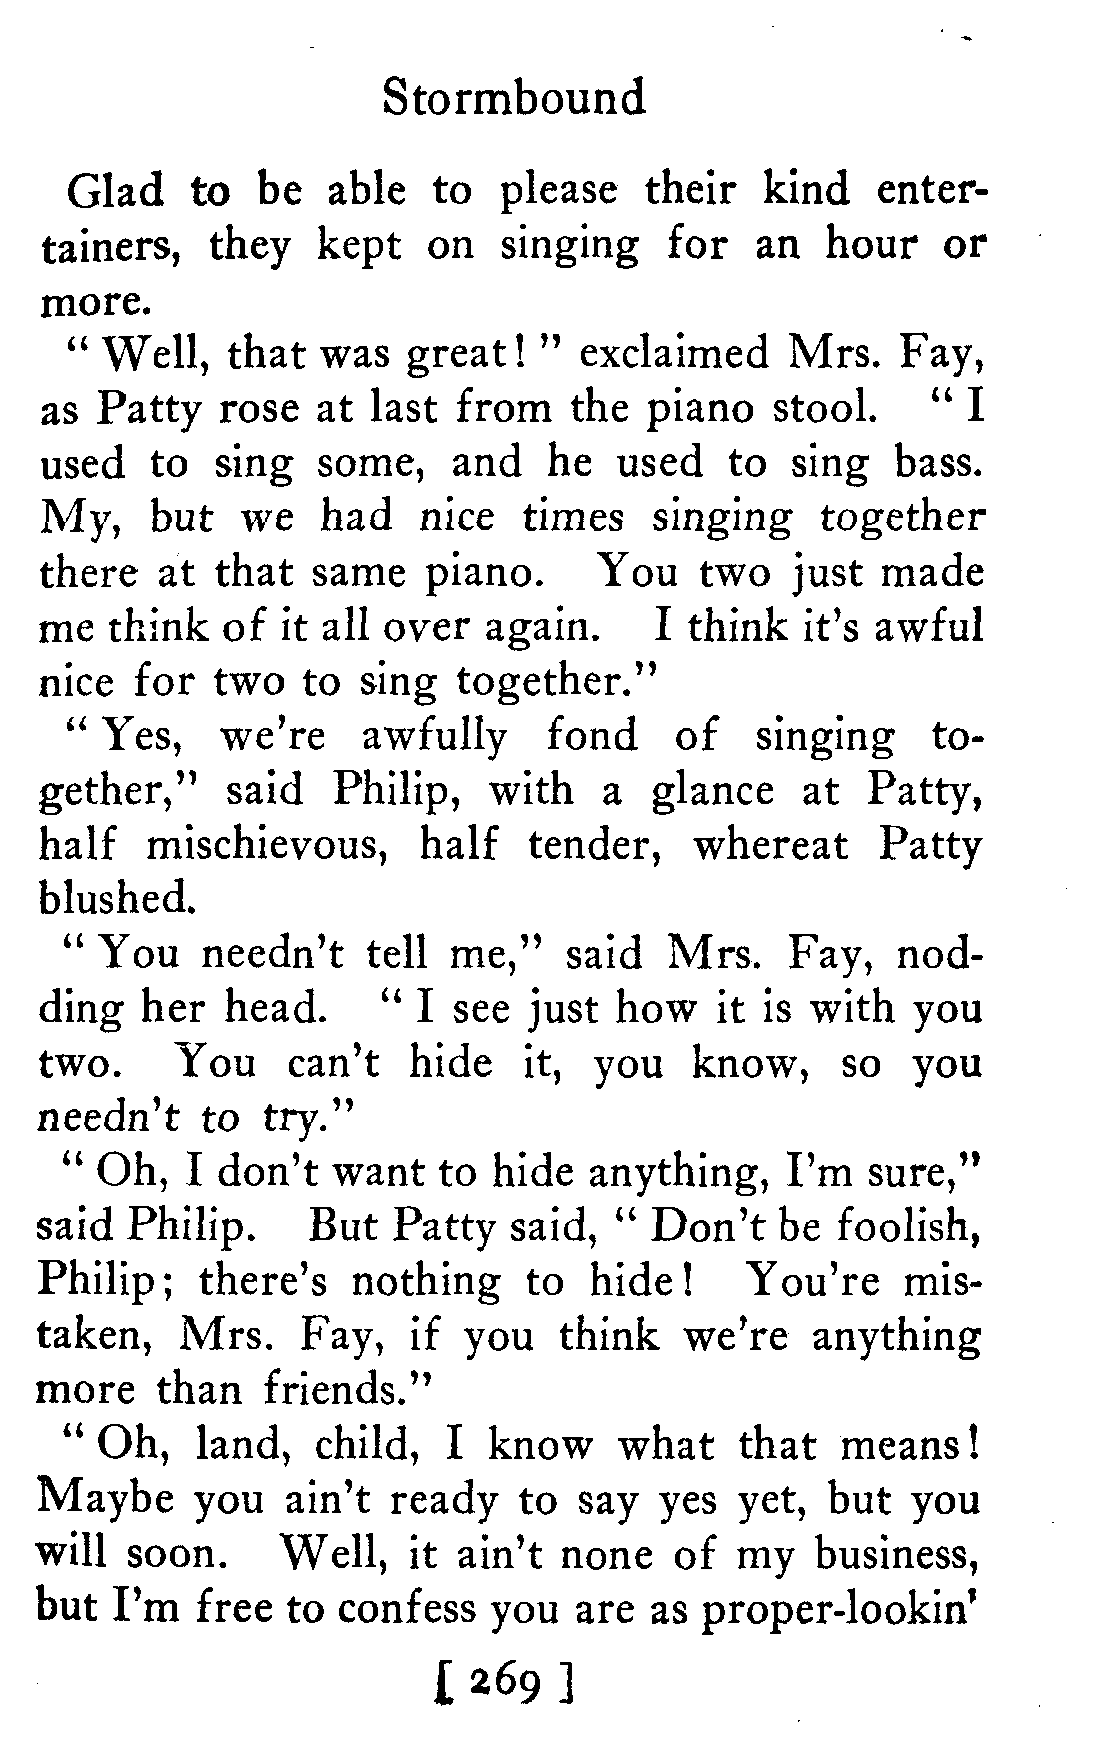 Stormbound
Glad to be able to please their kind enter-
tainers, they kept on singing for an hour or
more.
" Well, that was great! " exclaimed Mrs. Fay,
as Patty rose at last from the piano stool. " I
used to sing some, and he used to sing bass.
My, but we had nice times singing together
there at that same piano. You two just made
me think of it all over again. I think it's awful
nice for two to sing together."
" Yes, we're awfully fond of singing to-
gether," said Philip, with a glance at Patty,
half mischievous, half tender, whereat Patty
blushed.
" You needn't tell me," said Mrs. Fay, nod-
ding her head. " I see just how it is with you
two. You can't hide it, you know, so you
needn't to try."
" Oh, I don't want to hide anything, I'm sure,"
said Philip. But Patty said, " Don't be foolish,
Philip; there's nothing to hide! You're mis-
taken, Mrs. Fay, if you think we're anything
more than friends."
" Oh, land, child, I know what that means!
Maybe you ain't ready to say yes yet, but you
will soon. Well, it ain't none of my business,
but I'm free to confess you are as proper-lookin'
[ 269 ]